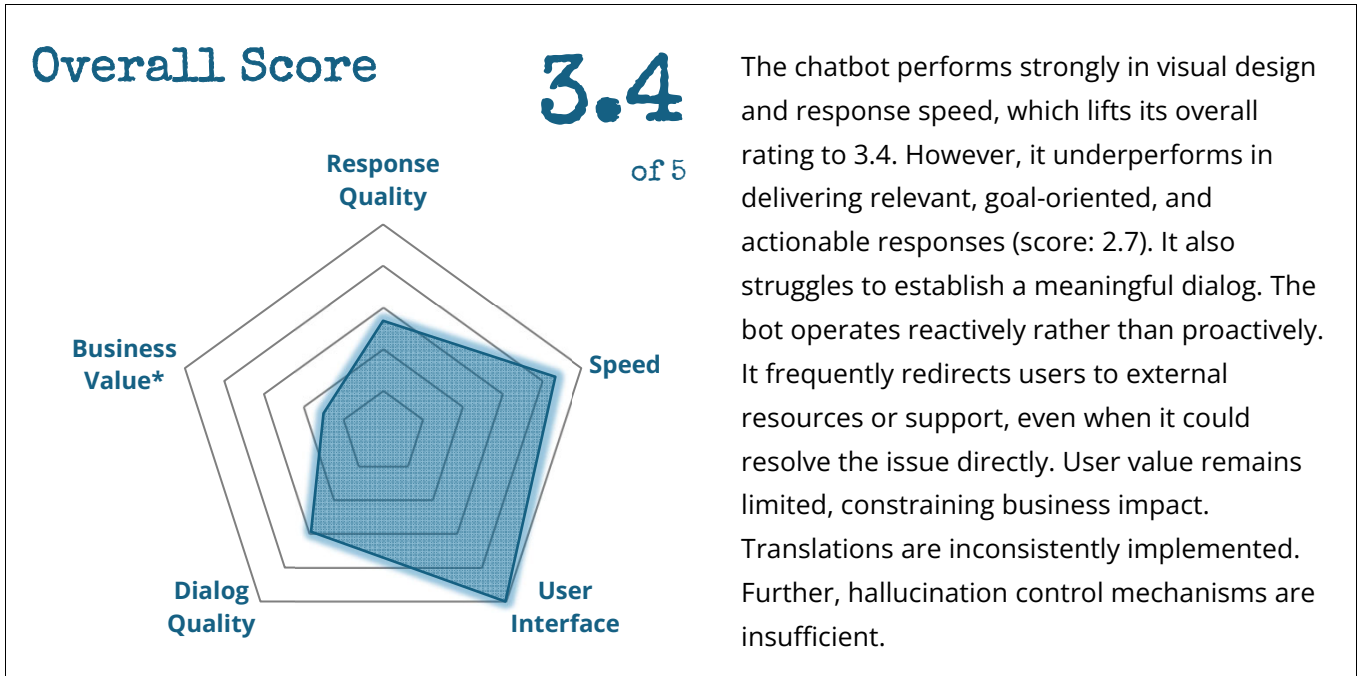 Overall Score
3.4
of 5
Response
Quality
Business
Value*
Speed
Dialog
Quality
User
Interface
The chatbot performs strongly in visual design
and response speed, which lifts its overall
rating to 3.4. However, it underperforms in
delivering relevant, goal-oriented, and
actionable responses (score: 2.7). It also
struggles to establish a meaningful dialog. The
bot operates reactively rather than proactively.
It frequently redirects users to external
resources or support, even when it could
resolve the issue directly. User value remains
limited, constraining business impact.
Translations are inconsistently implemented.
Further, hallucination control mechanisms are
insufficient.